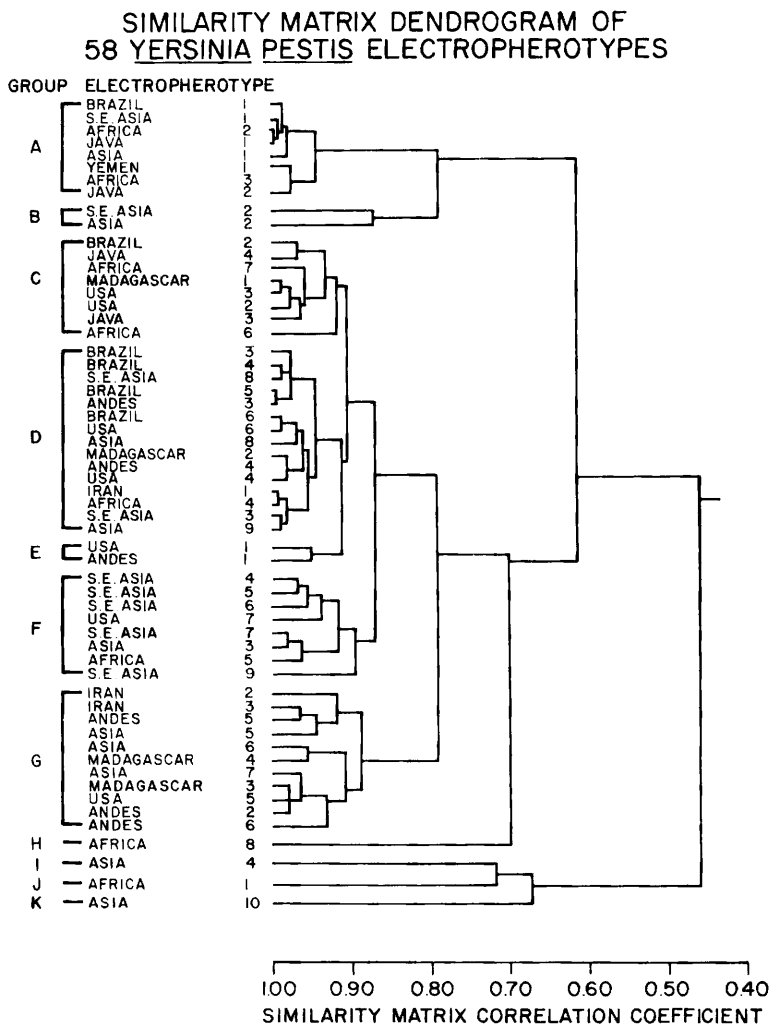 SIMILARITY MATRIX DENDROGRAM OF
58 YERSINIA PESTIS ELECTROPHEROTYPES
GROUP ELECTROPHEROTYPE
BRAZIL 1
S.E. ASIA 1
AFRICA 2
JAVA 1
A
ASIA 1
YEMEN 1
AFRICA 3
JAVA 2
B S.E. ASIA 2
ASIA 2
BRAZIL 2
JAVA 4
AFRICA 7
C MADAGASCAR 1
USA 3
USA 2
JAVA 3
AFRICA 6
BRAZIL 3
BRAZIL 4
S.E. ASIA 8
BRAZIL 5
ANDES 3
BRAZIL 6
USA 6
D
ASIA 8
MADAGASCAR 2
ANDES 4
USA 4
IRAN 1
AFRICA 4
S.E. ASIA 3
ASIA 9
E USA 1
ANDES 1
S.E. ASIA 4
S.E. ASIA 5
S.E. ASIA 6
USA 7
F
S.E. ASIA 7
ASIA 3
AFRICA 5
S.E. ASIA 9
IRAN 2
IRAN 3
ANDES 5
ASIA 5
ASIA 6
G MADAGASCAR 4
ASIA 7
MADAGASCAR 3
USA 5
ANDES 2
ANDES 6
H AFRICA 8
I ASIA 4
J AFRICA 1
K ASIA 10
1.00 0.90 0.80 0.70 0.60 0.50 0.40
SIMILARITY MATRIX CORRELATION COEFFICIENT